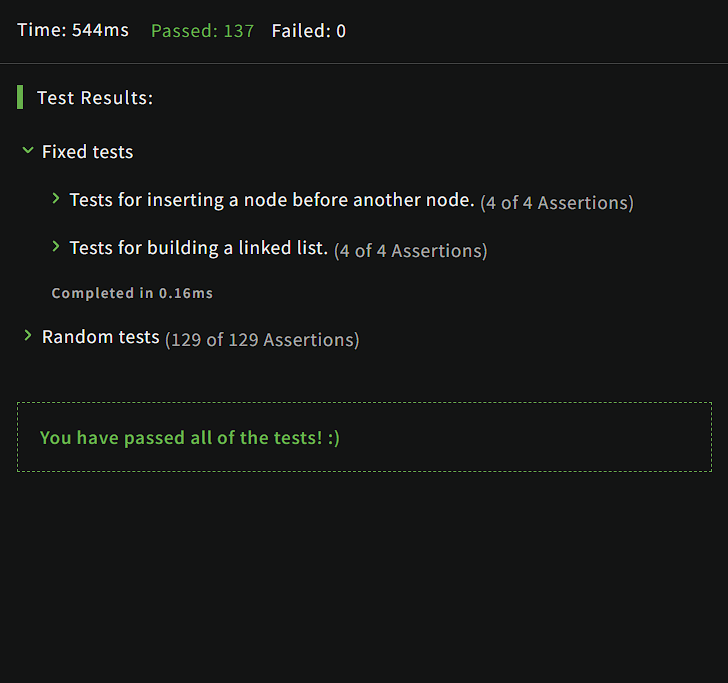 Time: 544ms Passed: 137 Failed: 0
Test Results:
Fixed tests
Tests for inserting a node before another node. (4 of 4 Assertions)
Tests for building a linked list. (4 of 4 Assertions)
Completed in 0.16ms
Random tests (129 of 129 Assertions)
You have passed all of the tests! :)